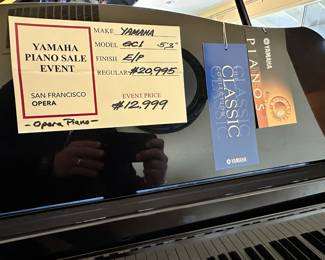 YAMAHA
PIANO SALE
EVENT
SAN FRANCISCO
OPERA
-Opera Piano-
MAKE YAMAHA
MODEL GC1 5'3"
FINISH E/P
REGULAR $20,995
EVENT PRICE
$12,999
CLASSIC
COLLECTION
YAMAHA
YAMAHA
PIANOS